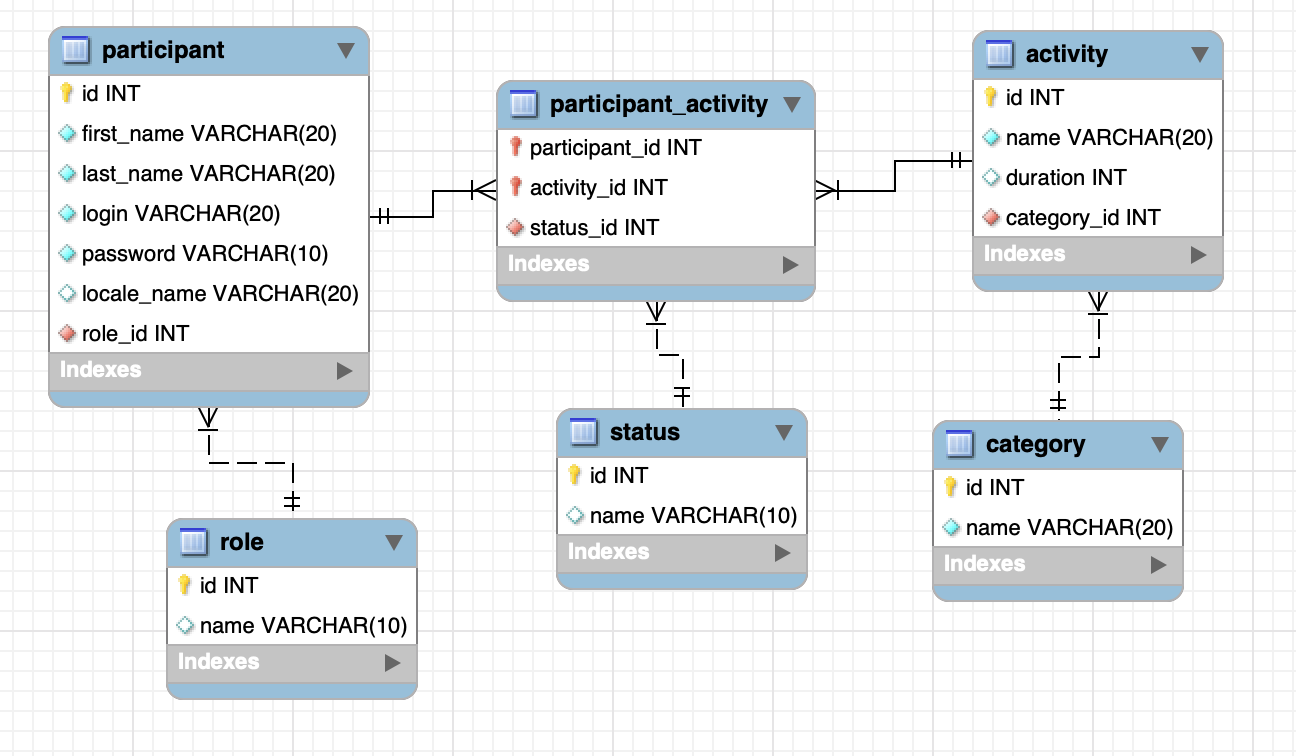 participant
id INT
first_name VARCHAR(20)
last_name VARCHAR(20)
login VARCHAR(20)
password VARCHAR(10)
locale_name VARCHAR(20)
role_id INT
Indexes
participant_activity
participant_id INT
activity_id INT
status_id INT
Indexes
activity
id INT
name VARCHAR(20)
duration INT
category_id INT
Indexes
role
id INT
name VARCHAR(10)
Indexes
status
id INT
name VARCHAR(10)
Indexes
category
id INT
name VARCHAR(20)
Indexes